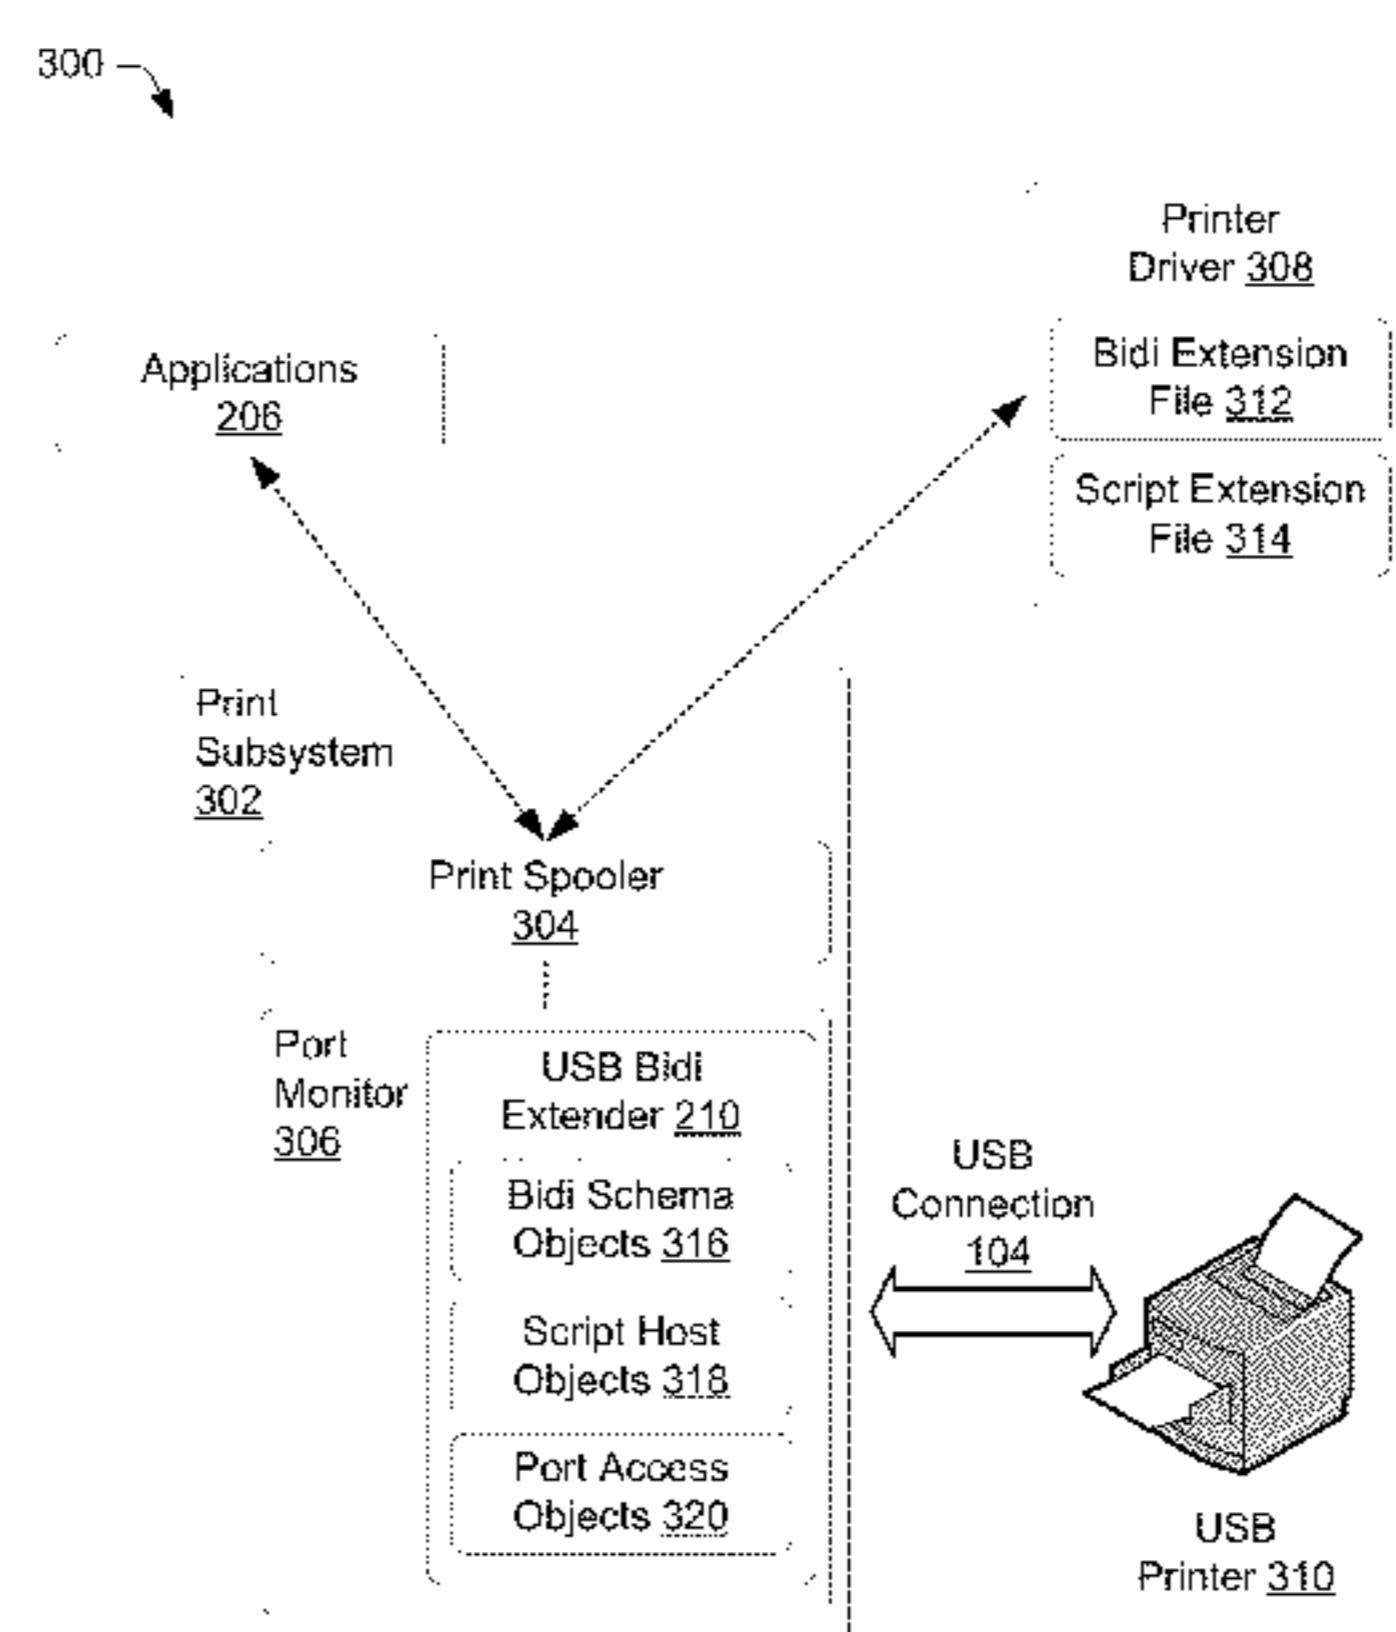 300
Printer
Driver 308
Applications
206
Bidi Extension
File 312
Script Extension
File 314
Print
Subsystem
302
Print Spooler
304
Port
Monitor
306
USB Bidi
Extender 210
Bidi Schema
Objects 316
Script Host
Objects 318
Port Access
Objects 320
USB
Connection
104
USB
Printer 310